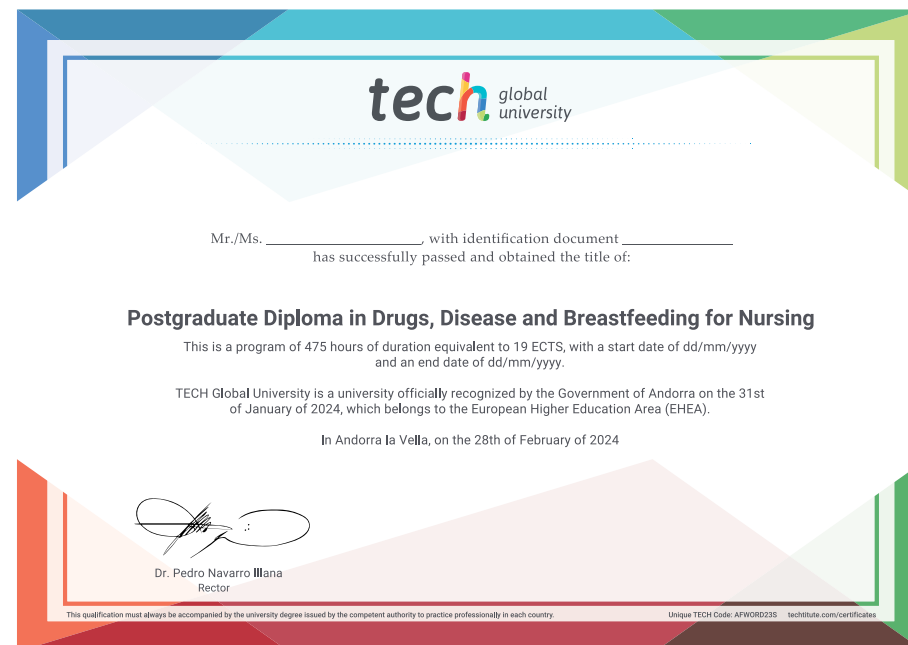 tech global university
Mr./Ms. ____________________, with identification document ______________
has successfully passed and obtained the title of:
Postgraduate Diploma in Drugs, Disease and Breastfeeding for Nursing
This is a program of 475 hours of duration equivalent to 19 ECTS, with a start date of dd/mm/yyyy
and an end date of dd/mm/yyyy.
TECH Global University is a university officially recognized by the Government of Andorra on the 31st
of January of 2024, which belongs to the European Higher Education Area (EHEA).
In Andorra la Vella, on the 28th of February of 2024
Dr. Pedro Navarro Illana
Rector
This qualification must always be accompanied by the university degree issued by the competent authority to practice professionally in each country.
Unique TECH Code: AFWORD23S techtitute.com/certificates